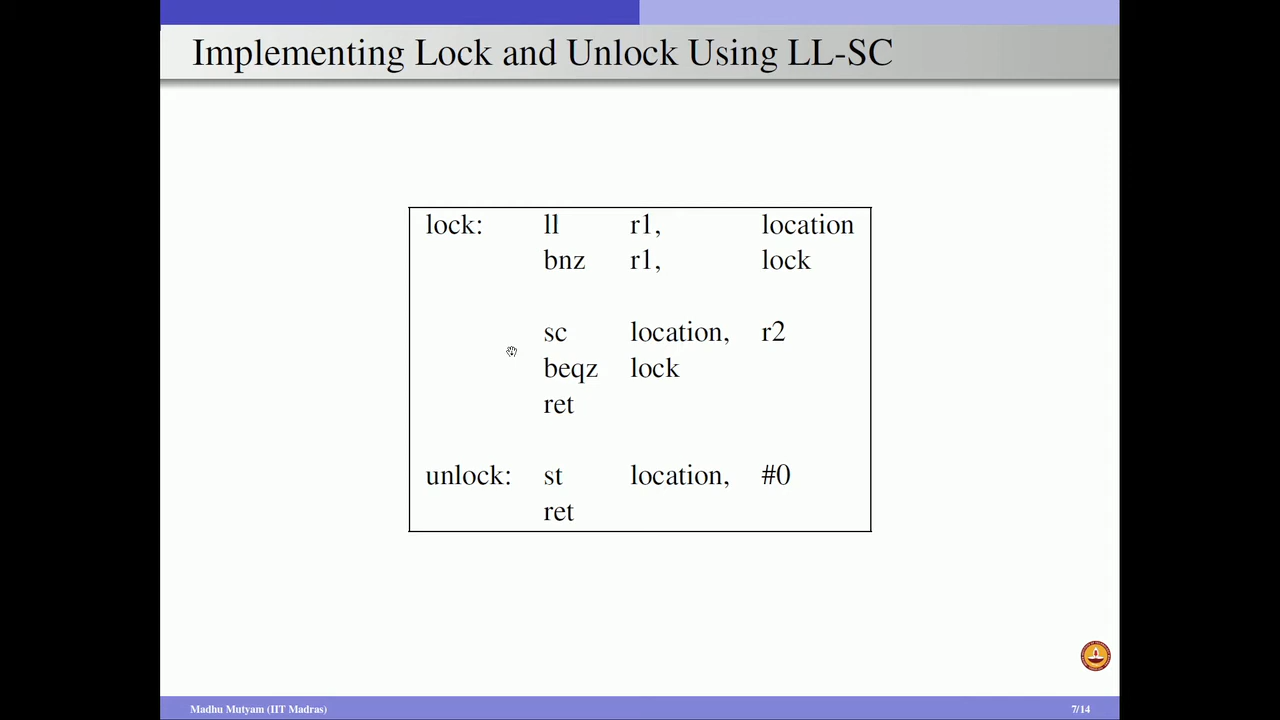 Implementing Lock and Unlock Using LL-SC
lock: ll r1, location
bnz r1, lock
sc location, r2
beqz lock
ret
unlock: st location, #0
ret
Madhu Mutyam (IIT Madras) 7/14